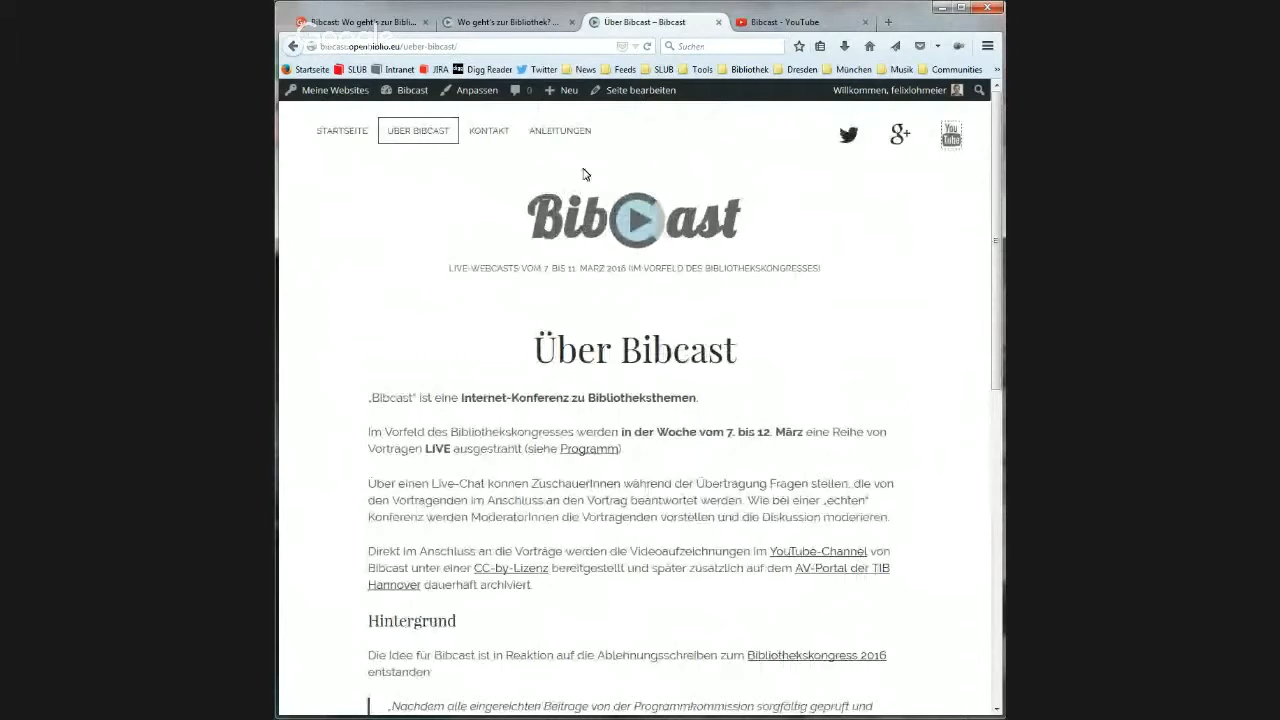 Bibcast: Wo geht's zur Bibli...
Wo geht's zur Bibliothek?...
Über Bibcast – Bibcast
Bibcast - YouTube
Google
bibcast.openbiblio.eu/ueber-bibcast/
Suchen
Startseite SLUB Intranet JIRA Digg Reader Twitter News Feeds SLUB Tools Bibliothek Dresden München Musik Communities »
Meine Websites Bibcast Anpassen 0 Neu Seite bearbeiten Willkommen, felixlohmeier
STARTSEITE ÜBER BIBCAST KONTAKT ANLEITUNGEN
g+
You Tube
BibCast
LIVE-WEBCASTS VOM 7. BIS 11. MÄRZ 2016 (IM VORFELD DES BIBLIOTHEKSKONGRESSES)
Über Bibcast
„Bibcast“ ist eine Internet-Konferenz zu Bibliotheksthemen.
Im Vorfeld des Bibliothekskongresses werden in der Woche vom 7. bis 12. März eine Reihe von
Vorträgen LIVE ausgestrahlt (siehe Programm)
Über einen Live-Chat können ZuschauerInnen während der Übertragung Fragen stellen, die von
den Vortragenden im Anschluss an den Vortrag beantwortet werden. Wie bei einer „echten“
Konferenz werden ModeratorInnen die Vortragenden vorstellen und die Diskussion moderieren.
Direkt im Anschluss an die Vorträge werden die Videoaufzeichnungen im YouTube-Channel von
Bibcast unter einer CC-by-Lizenz bereitgestellt und später zusätzlich auf dem AV-Portal der TIB
Hannover dauerhaft archiviert.
Hintergrund
Die Idee für Bibcast ist in Reaktion auf die Ablehnungsschreiben zum Bibliothekskongress 2016
entstanden
„Nachdem alle eingereichten Beiträge von der Programmkommission sorgfältig geprüft und